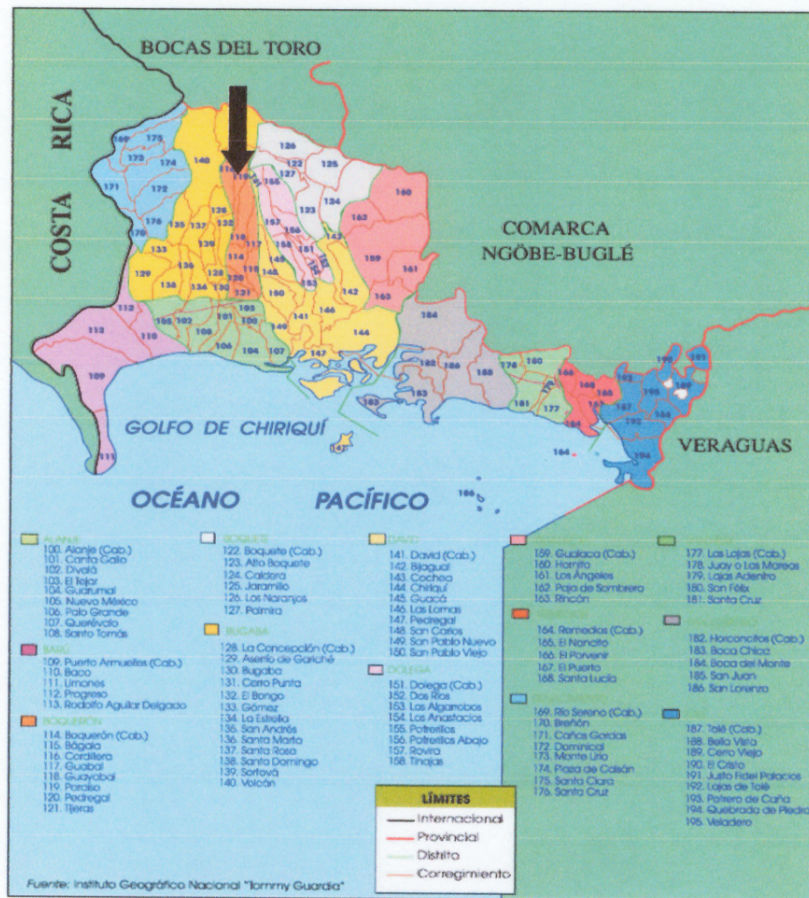 BOCAS DEL TORO
COSTA RICA
COMARCA
NGÖBE-BUGLÉ
GOLFO DE CHIRIQUÍ
VERAGUAS
OCÉANO PACÍFICO
ALANJE
100. Alanje (Cab.)
101. Canta Gallo
102. Divalá
103. El Tejar
104. Guarumal
105. Nuevo México
106. Palo Grande
107. Querévalo
108. Santo Tomás
BARÚ
109. Puerto Armuelles (Cab.)
110. Baco
111. Limones
112. Progreso
113. Rodolfo Aguilar Delgado
BOQUERÓN
114. Boquerón (Cab.)
115. Bágala
116. Cordillera
117. Guabal
118. Guayabal
119. Paraíso
120. Pedregal
121. Tijeras
BOQUETE
122. Boquete (Cab.)
123. Alto Boquete
124. Caldera
125. Jaramillo
126. Los Naranjos
127. Palmira
BUGABA
128. La Concepción (Cab.)
129. Aserrío de Gariché
130. Bugaba
131. Cerro Punta
132. El Bongo
133. Gómez
134. La Estrella
135. San Andrés
136. Santa Marta
137. Santa Rosa
138. Santo Domingo
139. Sortová
140. Volcán
DAVID
141. David (Cab.)
142. Bijagual
143. Cochea
144. Chiriquí
145. Guacá
146. Las Lomas
147. Pedregal
148. San Carlos
149. San Pablo Nuevo
150. San Pablo Viejo
DOLEGA
151. Dolega (Cab.)
152. Dos Ríos
153. Los Algarrobos
154. Los Anastacios
155. Potrerillos
156. Potrerillos Abajo
157. Rovira
158. Tinajas
159. Gualaca (Cab.)
160. Hornito
161. Los Ángeles
162. Paja de Sombrero
163. Rincón
164. Remedios (Cab.)
165. El Nancito
166. El Porvenir
167. El Puerto
168. Santa Lucía
169. Río Sereno (Cab.)
170. Breñón
171. Cañas Gordas
172. Dominical
173. Monte Lirio
174. Plaza de Caisán
175. Santa Clara
176. Santa Cruz
177. Las Lajas (Cab.)
178. Juay o Las Mareas
179. Lajas Adentro
180. San Félix
181. Santa Cruz
182. Horconcitos (Cab.)
183. Boca Chica
184. Boca del Monte
185. San Juan
186. San Lorenzo
187. Tolé (Cab.)
188. Bella Vista
189. Cerro Viejo
190. El Cristo
191. Justo Fidel Palacios
192. Lajas de Tolé
193. Potrero de Caña
194. Quebrada de Piedra
195. Veladero
LÍMITES
Internacional
Provincial
Distrito
Corregimiento
Fuente: Instituto Geográfico Nacional "Tommy Guardia"